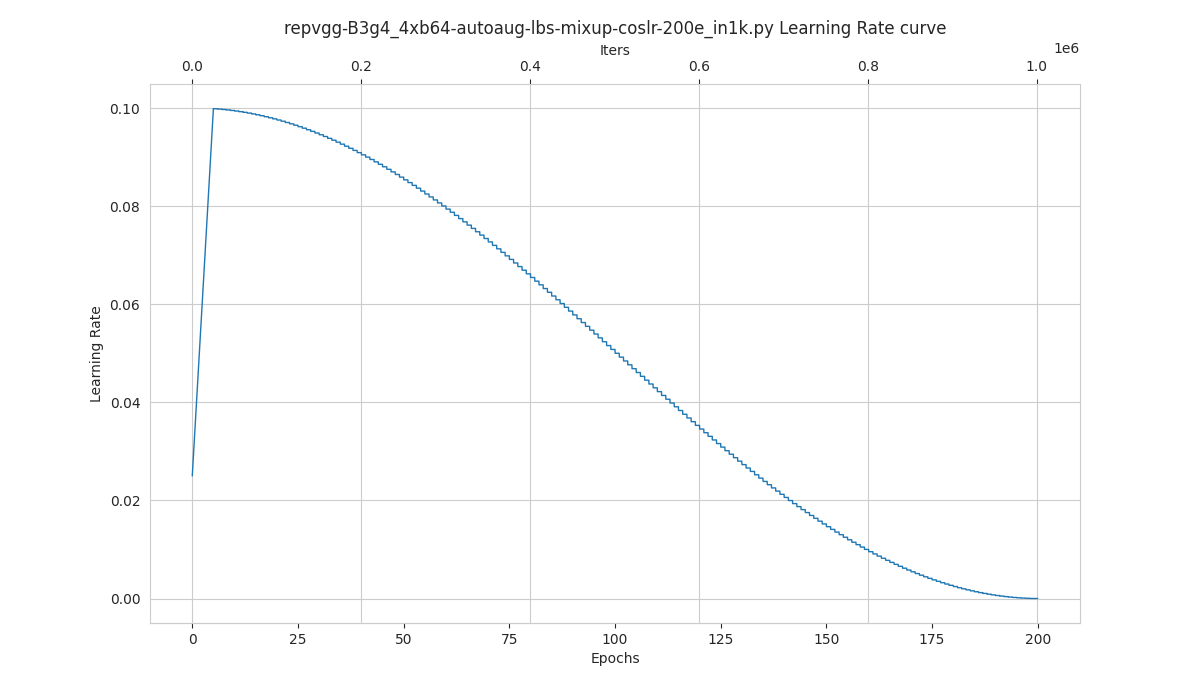 repvgg-B3g4_4xb64-autoaug-lbs-mixup-coslr-200e_in1k.py Learning Rate curve
Iters
1e6
0.0 0.2 0.4 0.6 0.8 1.0
0.10
0.08
0.06
0.04
0.02
0.00
Learning Rate
0 25 50 75 100 125 150 175 200
Epochs